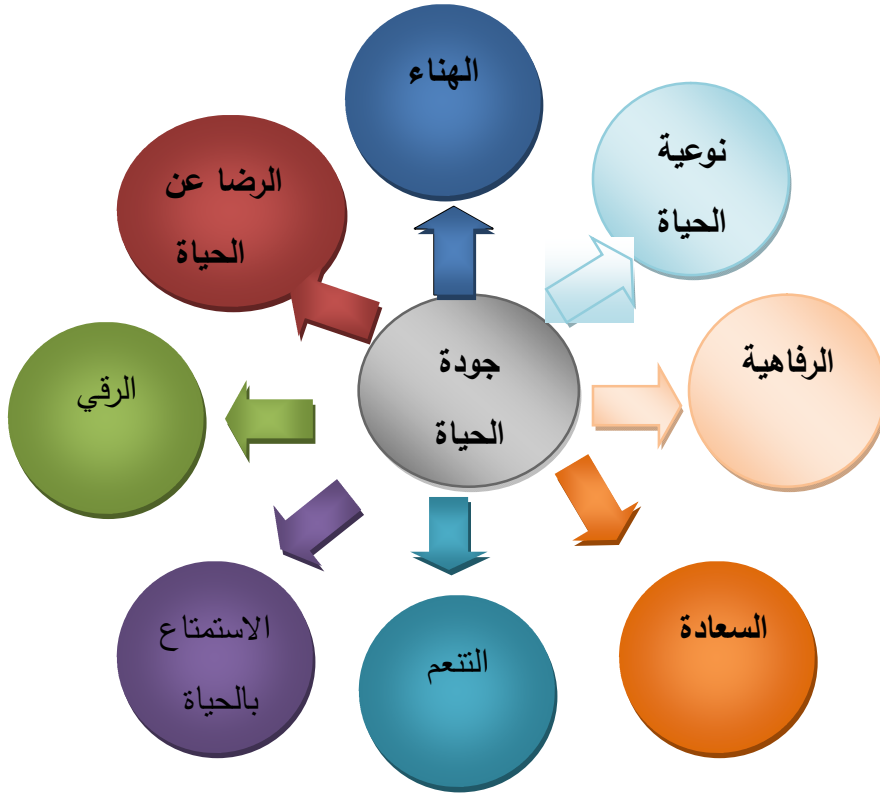 الهناء
نوعية
الحياة
الرضا عن
الحياة
جودة
الحياة
الرفاهية
الرقي
السعادة
التنعم
الاستمتاع
بالحياة